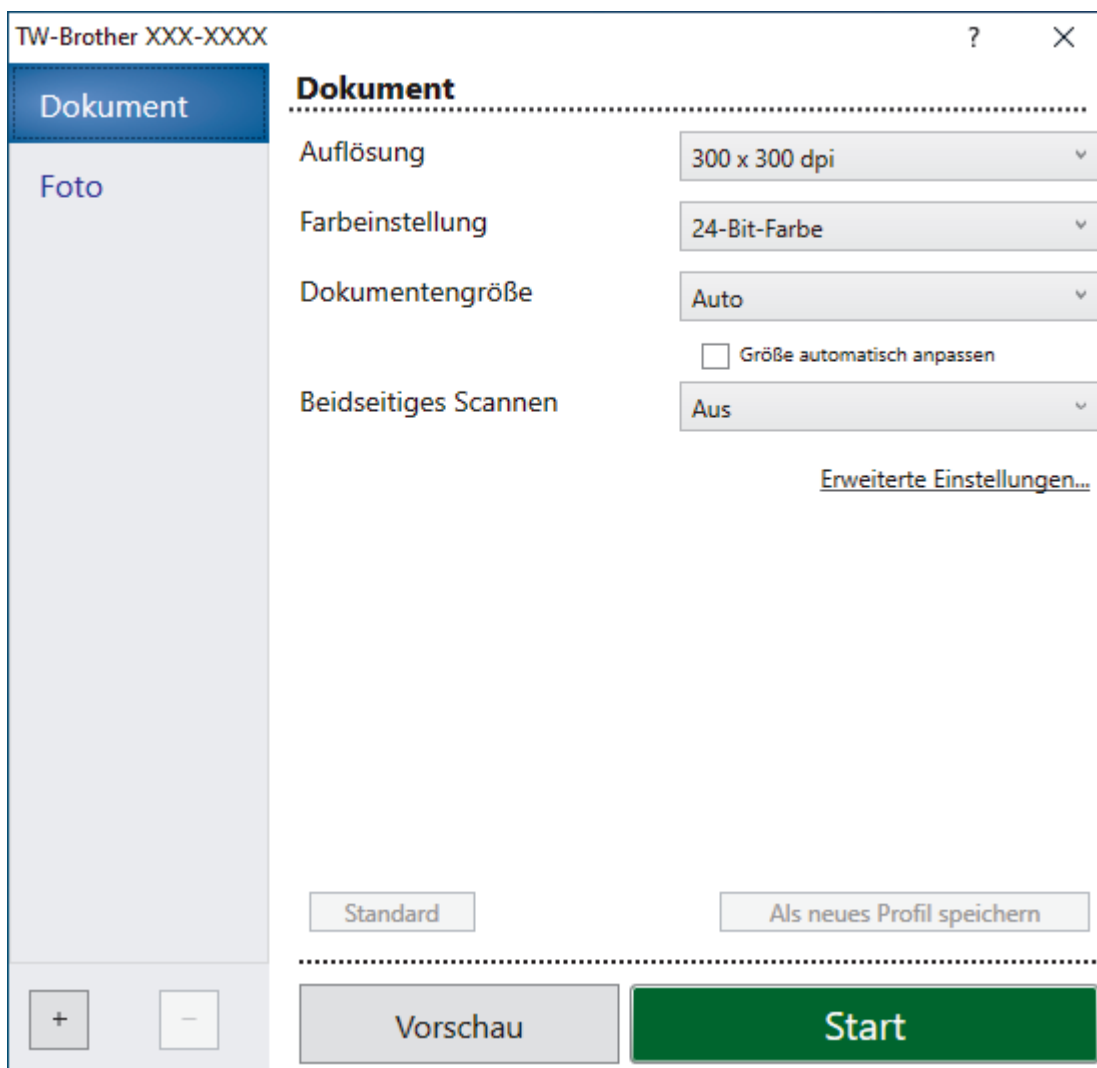 TW-Brother XXX-XXXX ? ×
Dokument
Foto
Dokument
Auflösung 300 x 300 dpi
Farbeinstellung 24-Bit-Farbe
Dokumentengröße Auto
Größe automatisch anpassen
Beidseitiges Scannen Aus
Erweiterte Einstellungen...
Standard Als neues Profil speichern
+ − Vorschau Start